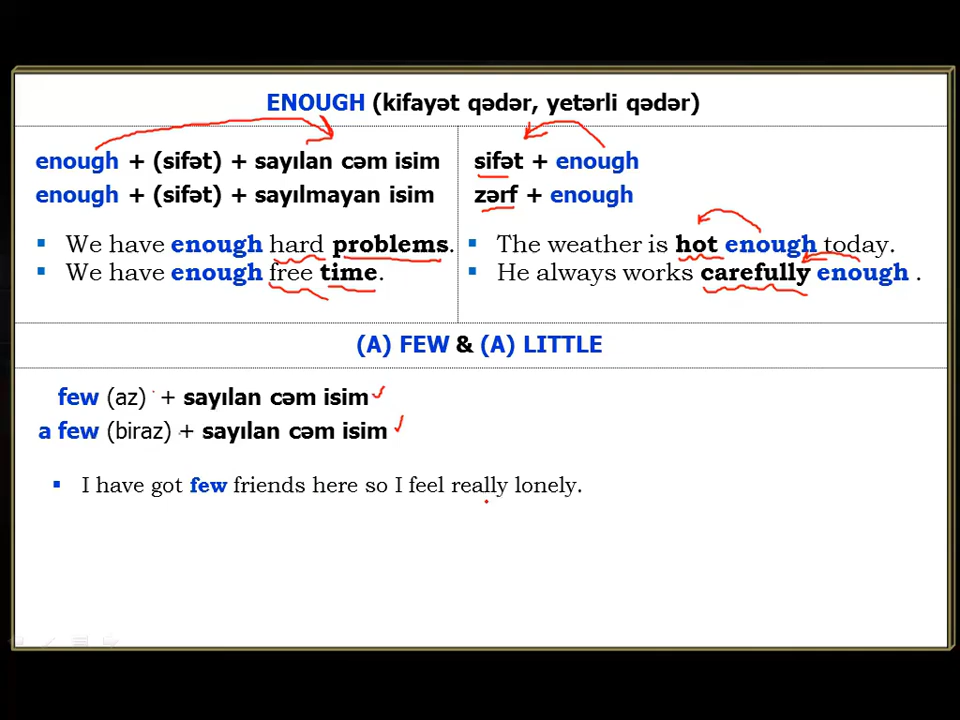 ENOUGH (kifayət qədər, yetərli qədər)
enough + (sifət) + sayılan cəm isim
enough + (sifət) + sayılmayan isim
▪ We have enough hard problems.
▪ We have enough free time.
sifət + enough
zərf + enough
▪ The weather is hot enough today.
▪ He always works carefully enough .
(A) FEW & (A) LITTLE
few (az) + sayılan cəm isim
a few (biraz) + sayılan cəm isim
▪ I have got few friends here so I feel really lonely.